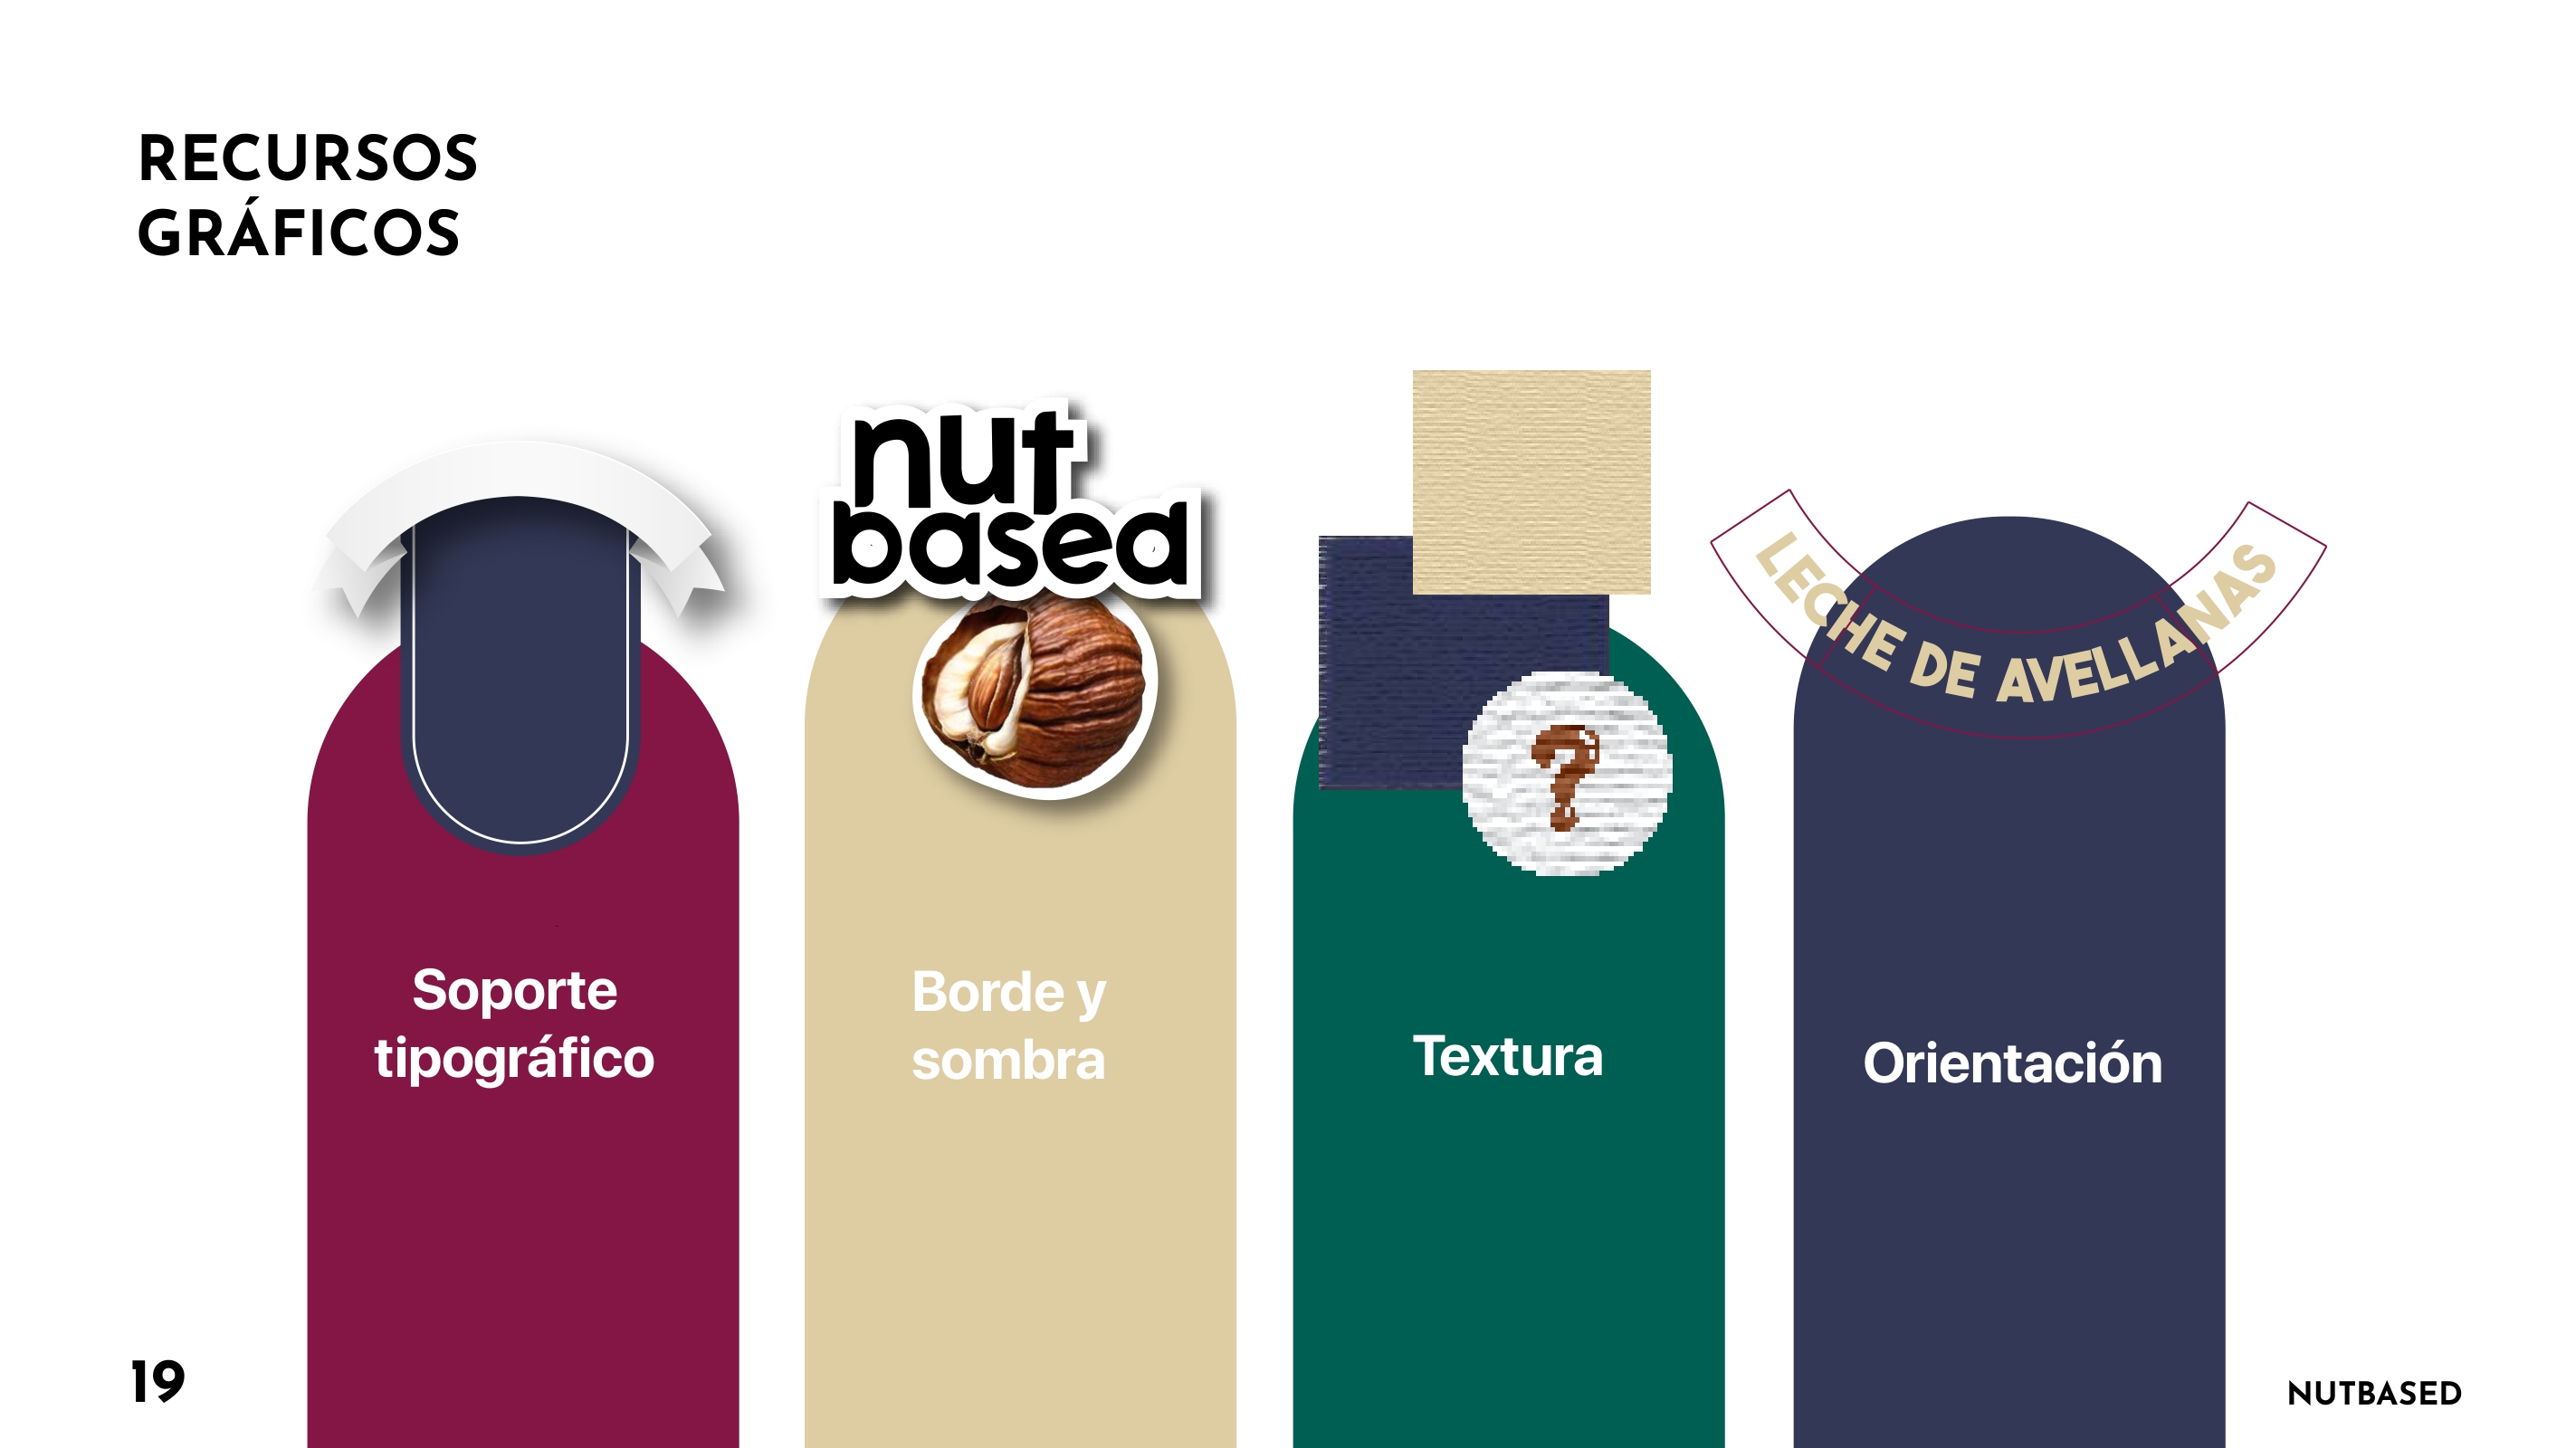 RECURSOS
GRÁFICOS
nut
based
?
LECHE DE AVELLANAS
Soporte
tipográfico
Borde y
sombra
Textura
Orientación
19
NUTBASED